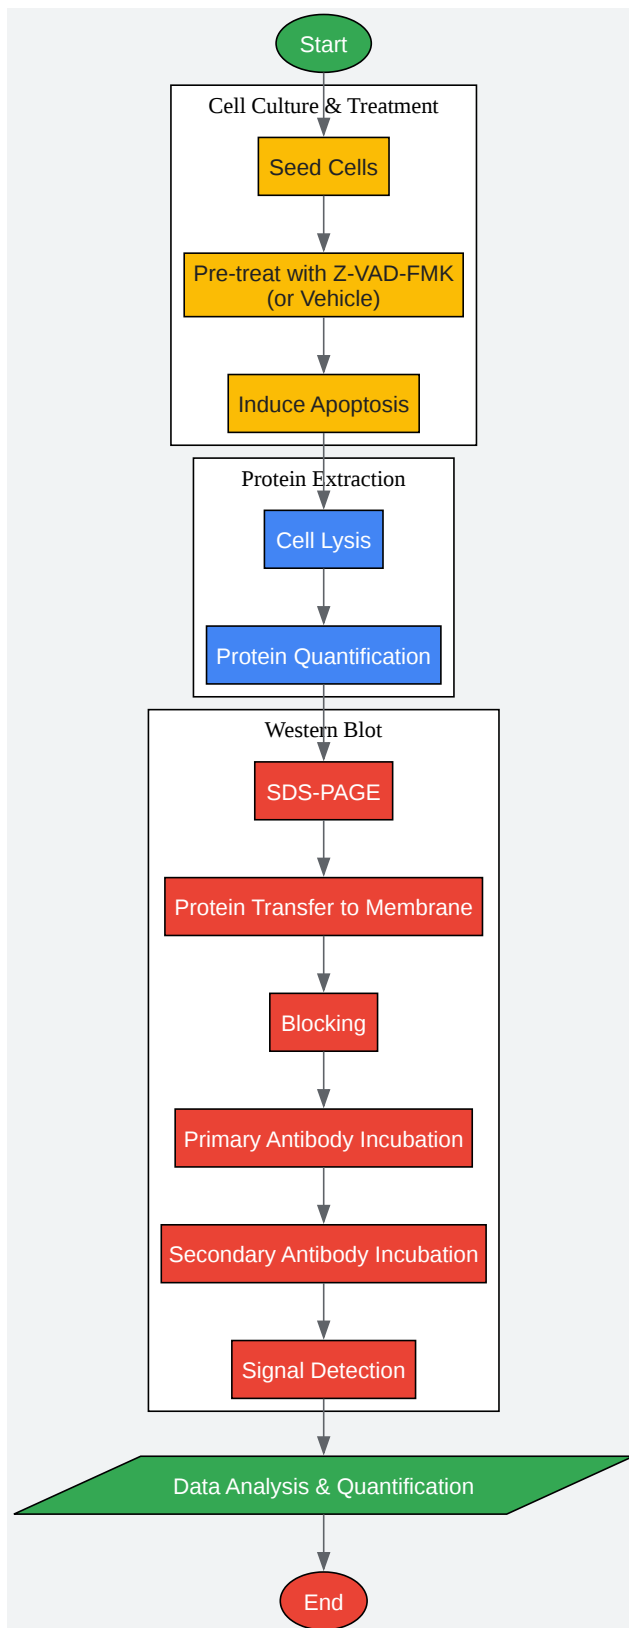 Start
Cell Culture & Treatment
Seed Cells
Pre-treat with Z-VAD-FMK
(or Vehicle)
Induce Apoptosis
Protein Extraction
Cell Lysis
Protein Quantification
Western Blot
SDS-PAGE
Protein Transfer to Membrane
Blocking
Primary Antibody Incubation
Secondary Antibody Incubation
Signal Detection
Data Analysis & Quantification
End